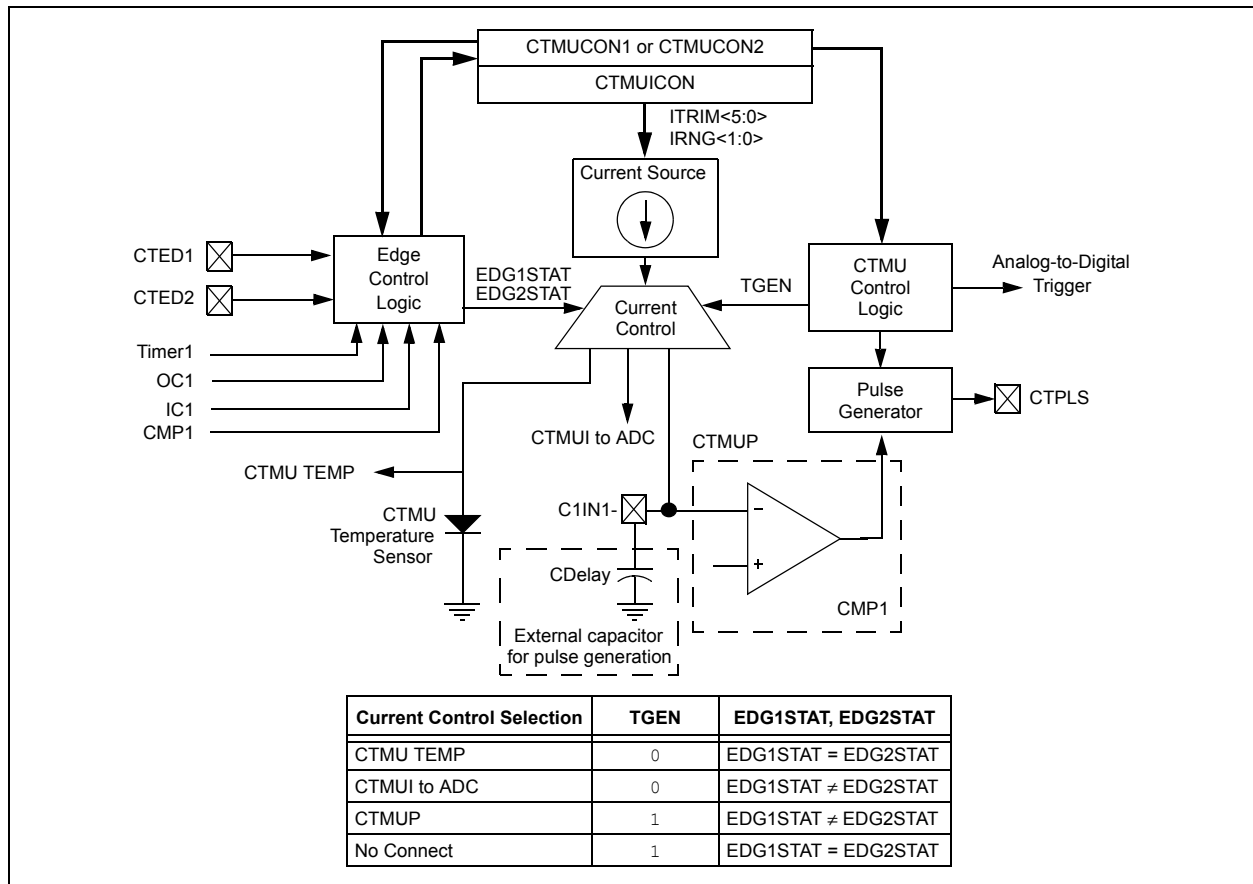 CTMUCON1 or CTMUCON2
CTMUICON
ITRIM<5:0>
IRNG<1:0>
Current Source
CTED1
CTED2
Edge
Control
Logic
EDG1STAT
EDG2STAT
Current
Control
TGEN
CTMU
Control
Logic
Analog-to-Digital
Trigger
Timer1
OC1
IC1
CMP1
Pulse
Generator
CTPLS
CTMUI to ADC
CTMUP
CTMU TEMP
C1IN1-
CTMU
Temperature
Sensor
CDelay
External capacitor
for pulse generation
–
+
CMP1
Current Control Selection TGEN EDG1STAT, EDG2STAT
CTMU TEMP 0 EDG1STAT = EDG2STAT
CTMUI to ADC 0 EDG1STAT ≠ EDG2STAT
CTMUP 1 EDG1STAT ≠ EDG2STAT
No Connect 1 EDG1STAT = EDG2STAT